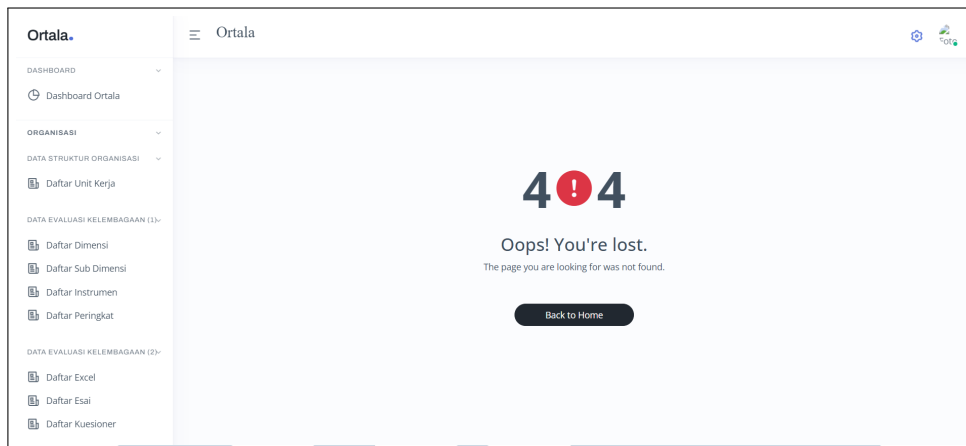 Ortala.
Ortala
Foto
DASHBOARD
Dashboard Ortala
ORGANISASI
DATA STRUKTUR ORGANISASI
Daftar Unit Kerja
DATA EVALUASI KELEMBAGAAN (1)
Daftar Dimensi
Daftar Sub Dimensi
Daftar Instrumen
Daftar Peringkat
DATA EVALUASI KELEMBAGAAN (2)
Daftar Excel
Daftar Esai
Daftar Kuesioner
4!4
Oops! You're lost.
The page you are looking for was not found.
Back to Home